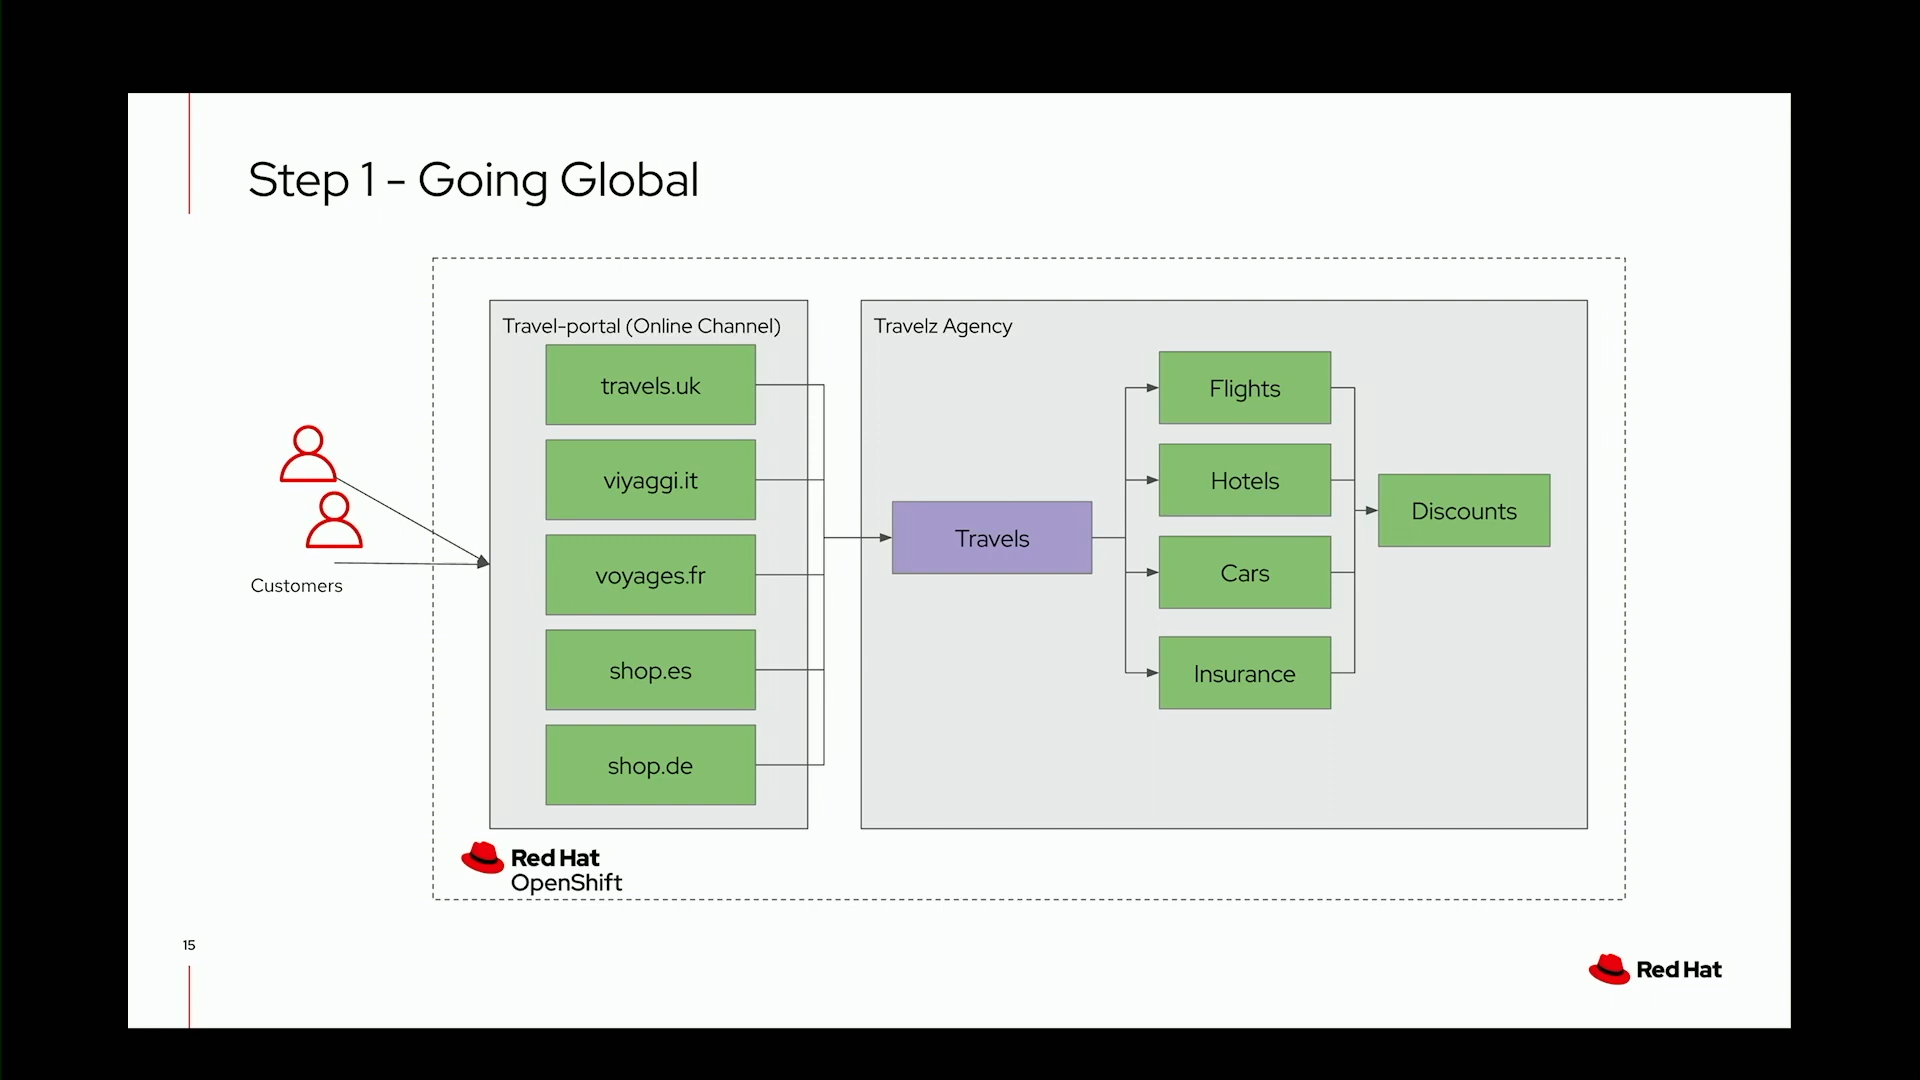 Step 1 - Going Global
Travel-portal (Online Channel)
travels.uk
viyaggi.it
voyages.fr
shop.es
shop.de
Customers
Travelz Agency
Travels
Flights
Hotels
Cars
Insurance
Discounts
Red Hat
OpenShift
15
Red Hat